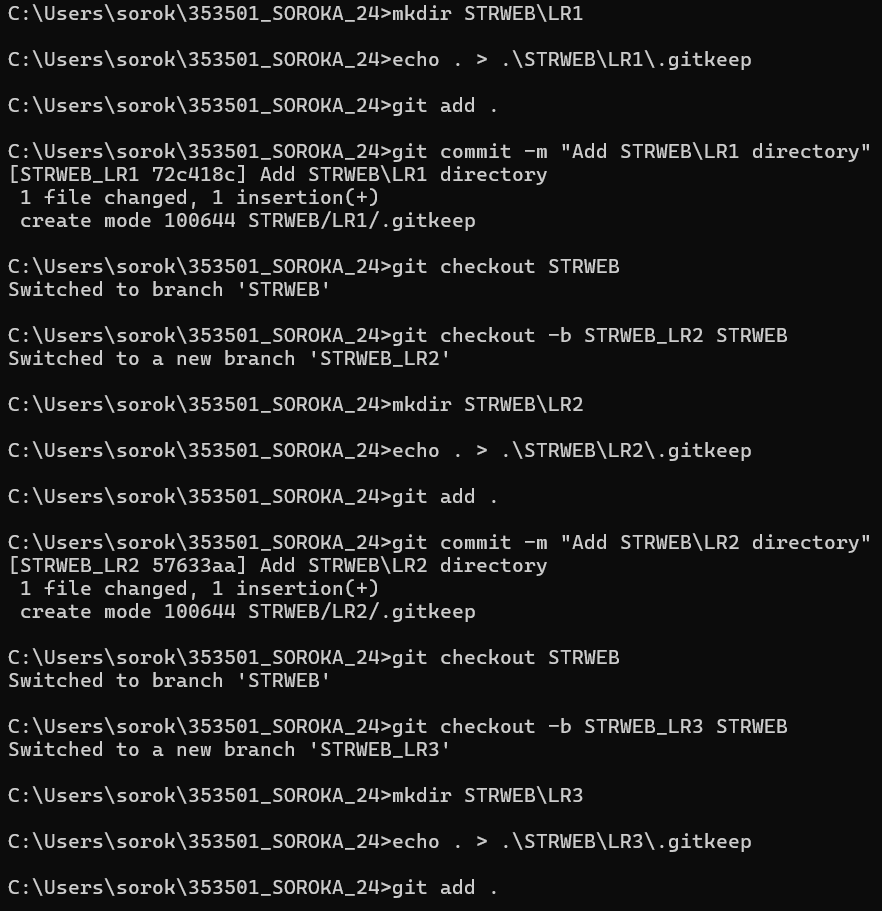 C:\Users\sorok\353501_SOROKA_24>mkdir STRWEB\LR1
C:\Users\sorok\353501_SOROKA_24>echo . > .\STRWEB\LR1\.gitkeep
C:\Users\sorok\353501_SOROKA_24>git add .
C:\Users\sorok\353501_SOROKA_24>git commit -m "Add STRWEB\LR1 directory"
[STRWEB_LR1 72c418c] Add STRWEB\LR1 directory
 1 file changed, 1 insertion(+)
 create mode 100644 STRWEB/LR1/.gitkeep
C:\Users\sorok\353501_SOROKA_24>git checkout STRWEB
Switched to branch 'STRWEB'
C:\Users\sorok\353501_SOROKA_24>git checkout -b STRWEB_LR2 STRWEB
Switched to a new branch 'STRWEB_LR2'
C:\Users\sorok\353501_SOROKA_24>mkdir STRWEB\LR2
C:\Users\sorok\353501_SOROKA_24>echo . > .\STRWEB\LR2\.gitkeep
C:\Users\sorok\353501_SOROKA_24>git add .
C:\Users\sorok\353501_SOROKA_24>git commit -m "Add STRWEB\LR2 directory"
[STRWEB_LR2 57633aa] Add STRWEB\LR2 directory
 1 file changed, 1 insertion(+)
 create mode 100644 STRWEB/LR2/.gitkeep
C:\Users\sorok\353501_SOROKA_24>git checkout STRWEB
Switched to branch 'STRWEB'
C:\Users\sorok\353501_SOROKA_24>git checkout -b STRWEB_LR3 STRWEB
Switched to a new branch 'STRWEB_LR3'
C:\Users\sorok\353501_SOROKA_24>mkdir STRWEB\LR3
C:\Users\sorok\353501_SOROKA_24>echo . > .\STRWEB\LR3\.gitkeep
C:\Users\sorok\353501_SOROKA_24>git add .